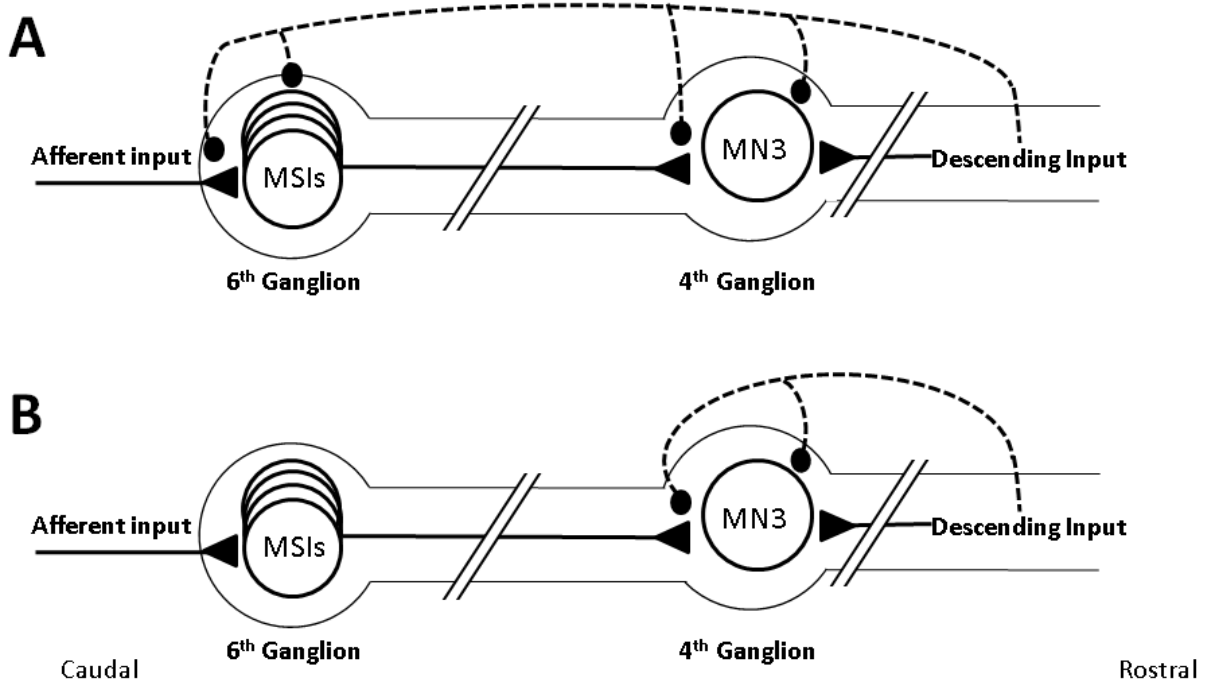 A
Afferent input
MSIs
MN3
Descending Input
6th Ganglion
4th Ganglion
B
Afferent input
MSIs
MN3
Descending Input
6th Ganglion
4th Ganglion
Caudal
Rostral